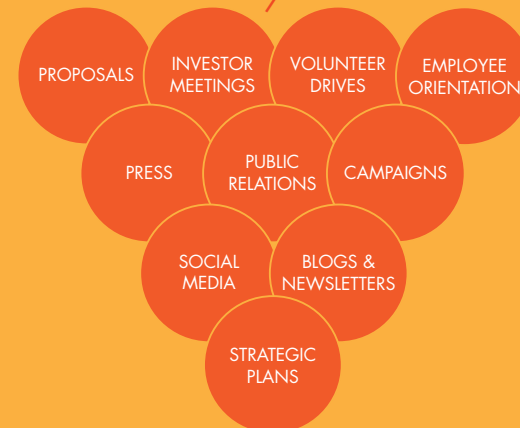 PROPOSALS
INVESTOR
MEETINGS
VOLUNTEER
DRIVES
EMPLOYEE
ORIENTATION
PRESS
PUBLIC
RELATIONS
CAMPAIGNS
SOCIAL
MEDIA
BLOGS &
NEWSLETTERS
STRATEGIC
PLANS